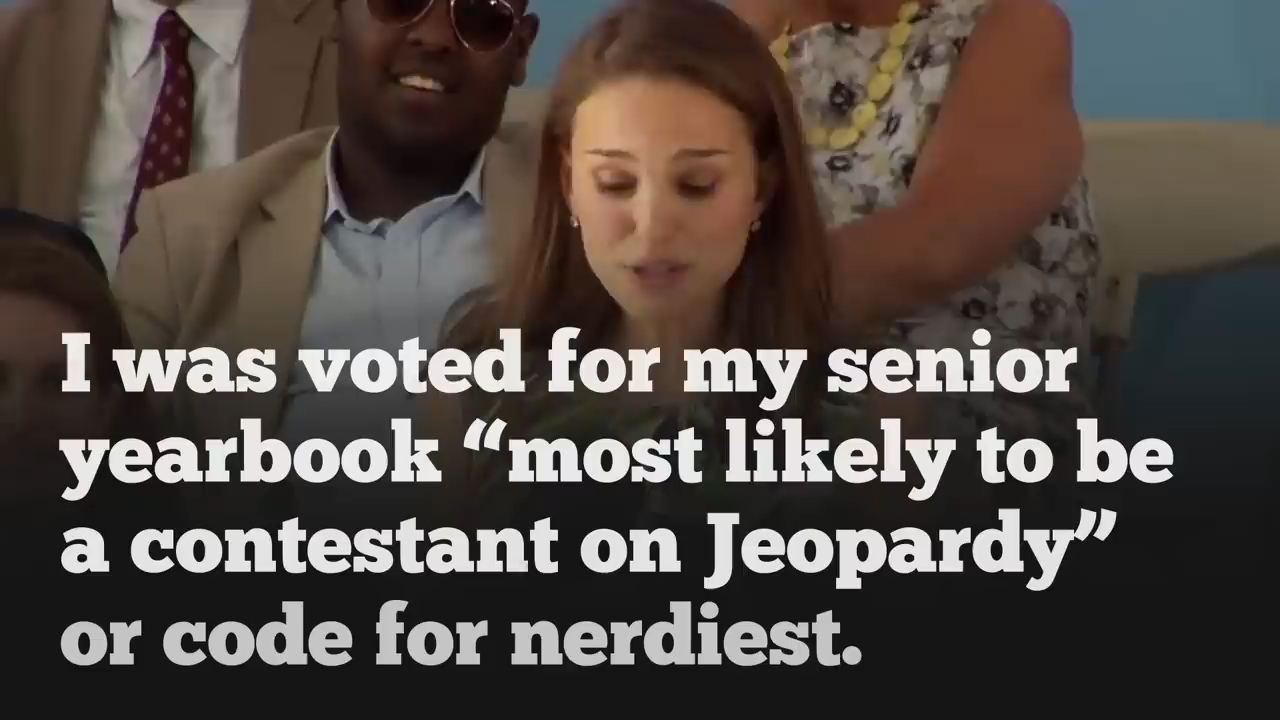 I was voted for my senior
yearbook “most likely to be
a contestant on Jeopardy”
or code for nerdiest.